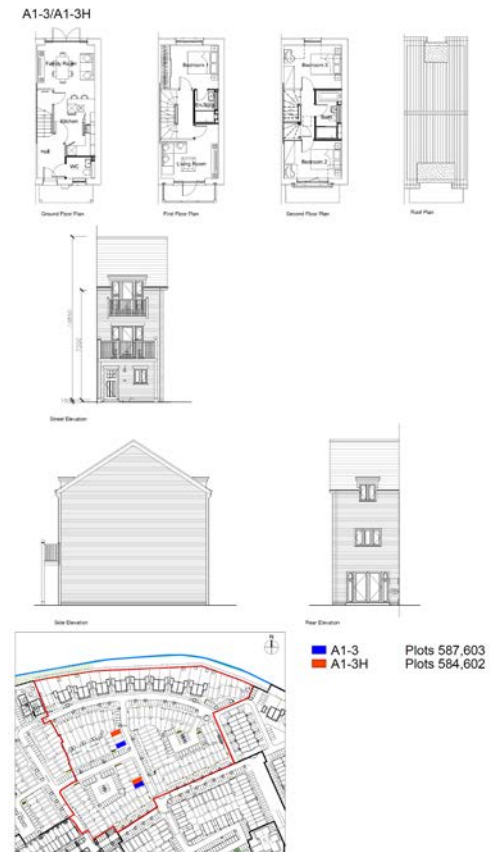 A1-3/A1-3H
Family Room
Kitchen
Hall
WC
Ground Floor Plan
Bedroom 1
Ensuite
Living Room
First Floor Plan
Bedroom 3
Bath
Bedroom 2
Second Floor Plan
Roof Plan
Street Elevation
Side Elevation
Rear Elevation
N
A1-3 Plots 587,603
A1-3H Plots 584,602